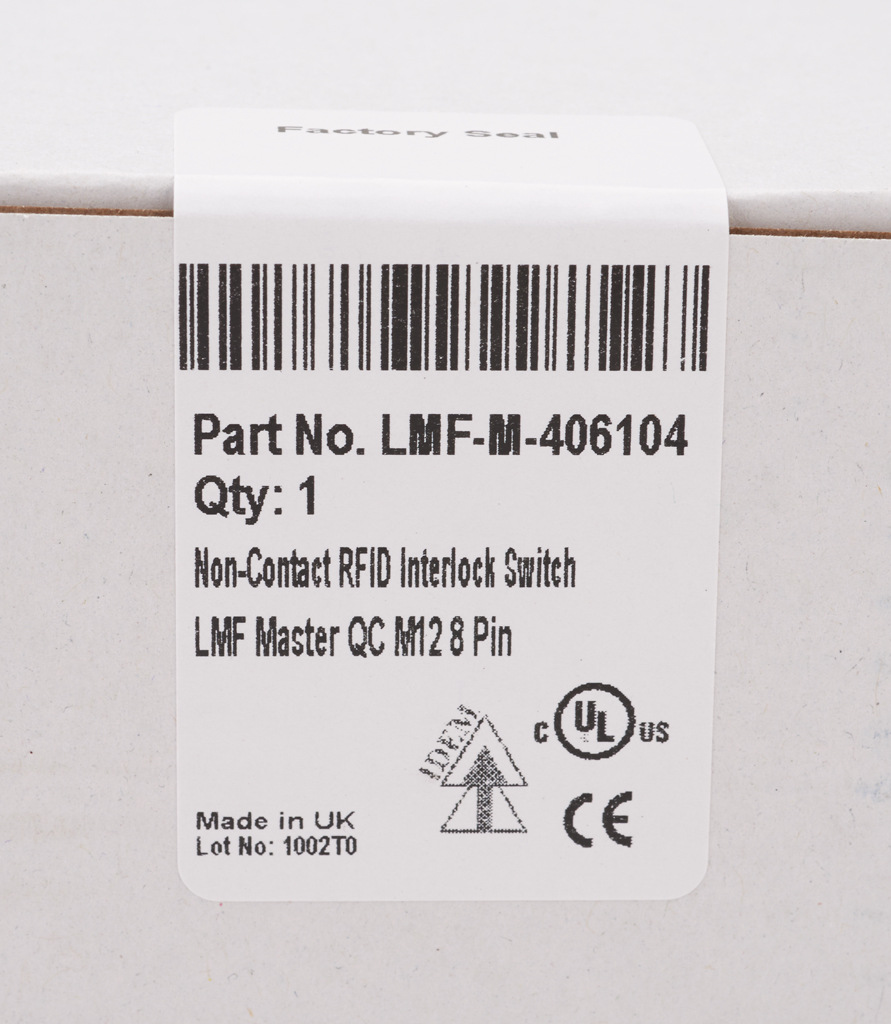 Factory Seal
Part No. LMF-M-406104
Qty: 1
Non-Contact RFID Interlock Switch
LMF Master QC M12 8 Pin
IDEM
C UL US
CE
Made in UK
Lot No: 1002T0